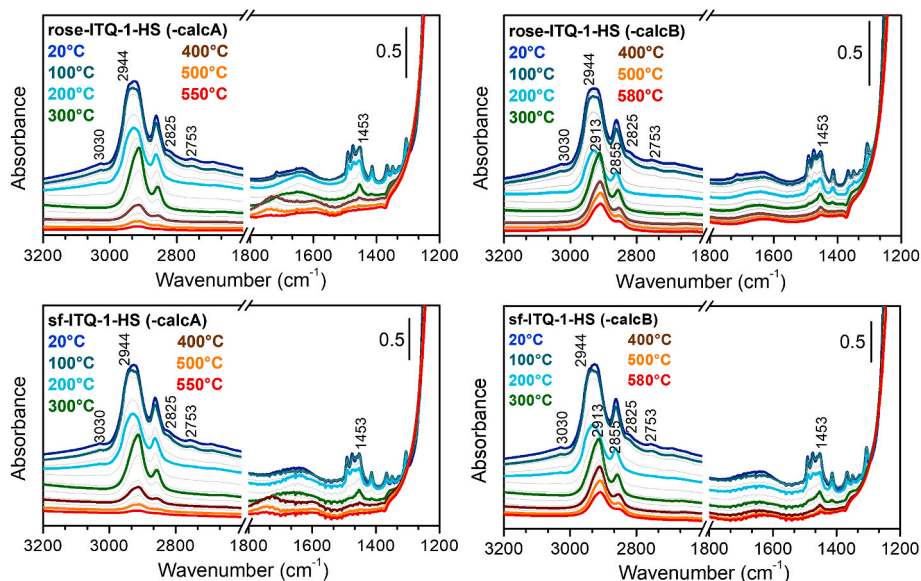 rose-ITQ-1-HS (-calcA)
20°C 400°C
100°C 500°C
200°C 550°C
300°C
0.5
2944
3030
2825
2753
1453
Absorbance
3200 3000 2800 2600
1800 1600 1400 1200
Wavenumber (cm-1)
rose-ITQ-1-HS (-calcB)
20°C 400°C
100°C 500°C
200°C 580°C
300°C
0.5
2944
3030
2913
2855
2825
2753
1453
Absorbance
3200 3000 2800 2600
1800 1600 1400 1200
Wavenumber (cm-1)
sf-ITQ-1-HS (-calcA)
20°C 400°C
100°C 500°C
200°C 550°C
300°C
0.5
2944
3030
2825
2753
1453
Absorbance
3200 3000 2800
1800 1600 1400 1200
Wavenumber (cm-1)
sf-ITQ-1-HS (-calcB)
20°C 400°C
100°C 500°C
200°C 580°C
300°C
0.5
2944
3030
2913
2855
2825
2753
1453
Absorbance
3200 3000 2800
1800 1600 1400 1200
Wavenumber (cm-1)